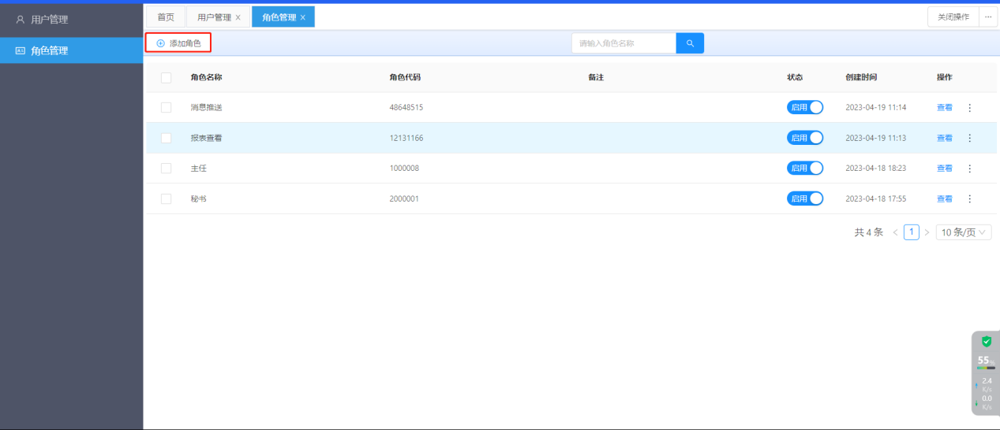 用户管理
角色管理
首页 用户管理 X 角色管理 X 关闭操作 ...
添加角色 请输入角色名称
角色名称 角色代码 备注 状态 创建时间 操作
消息推送 48648515 启用 2023-04-19 11:14 查看
报表查看 12131166 启用 2023-04-19 11:13 查看
主任 1000008 启用 2023-04-18 18:23 查看
秘书 2000001 启用 2023-04-18 17:55 查看
共 4 条 < 1 > 10 条/页
55%
2.4
K/s
0.0
K/s